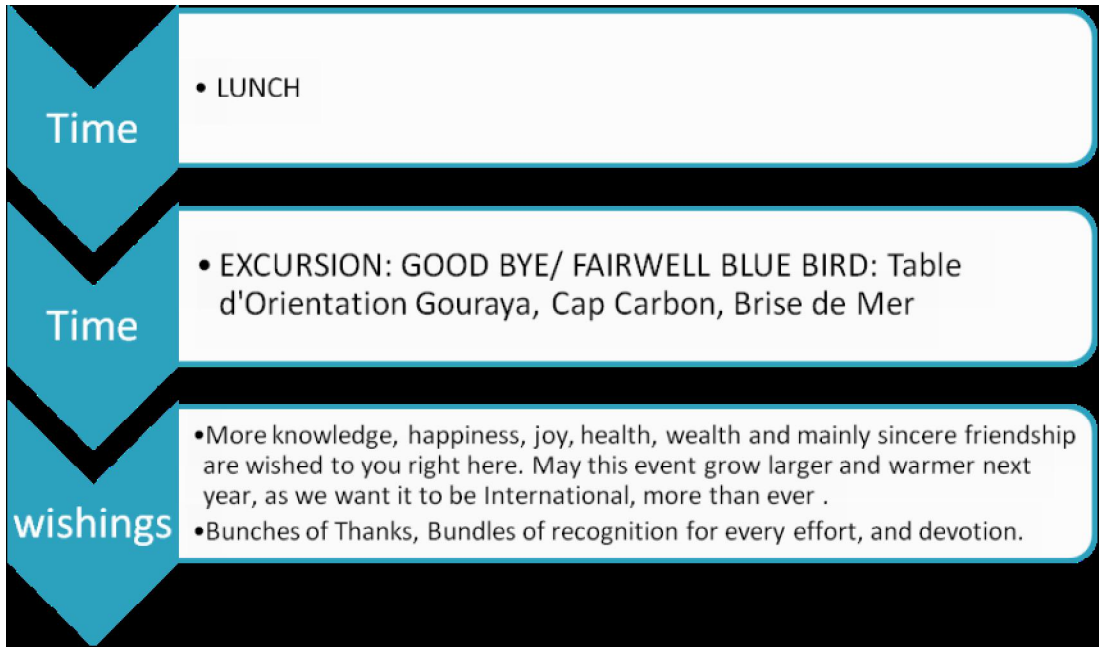 Time
• LUNCH
Time
• EXCURSION: GOOD BYE/ FAIRWELL BLUE BIRD: Table
d'Orientation Gouraya, Cap Carbon, Brise de Mer
wishings
•More knowledge, happiness, joy, health, wealth and mainly sincere friendship
are wished to you right here. May this event grow larger and warmer next
year, as we want it to be International, more than ever .
•Bunches of Thanks, Bundles of recognition for every effort, and devotion.